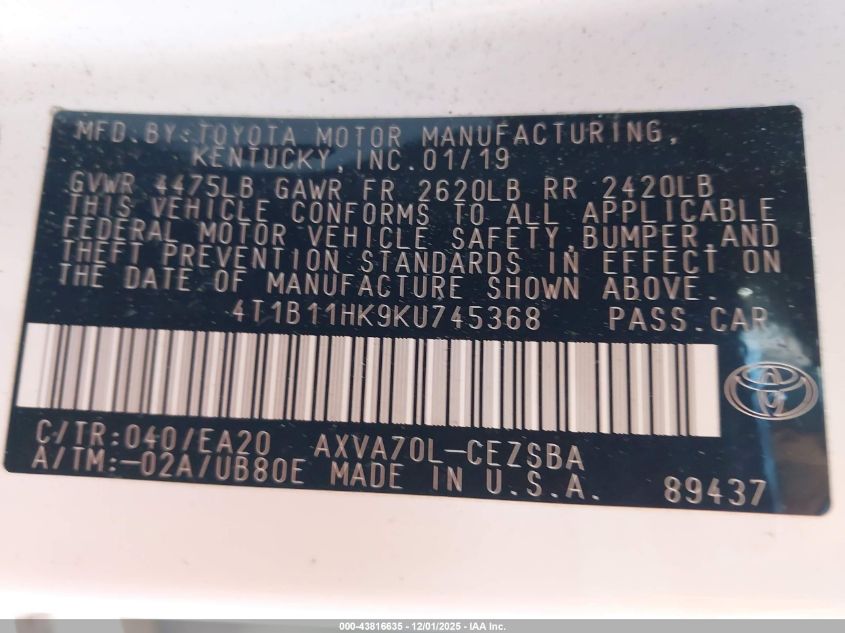 MFD. BY: TOYOTA MOTOR MANUFACTURING,
KENTUCKY, INC. 01/19
GVWR 4475LB GAWR FR 2620LB RR 2420LB
THIS VEHICLE CONFORMS TO ALL APPLICABLE
FEDERAL MOTOR VEHICLE SAFETY, BUMPER, AND
THEFT PREVENTION STANDARDS IN EFFECT ON
THE DATE OF MANUFACTURE SHOWN ABOVE.
4T1B11HK9KU745368 PASS. CAR
C/TR: 040/EA20 AXVA70L-CEZSBA
A/TM: -02A/UB80E MADE IN U.S.A. 89437
000-43816635 - 12/01/2025 - IAA Inc.